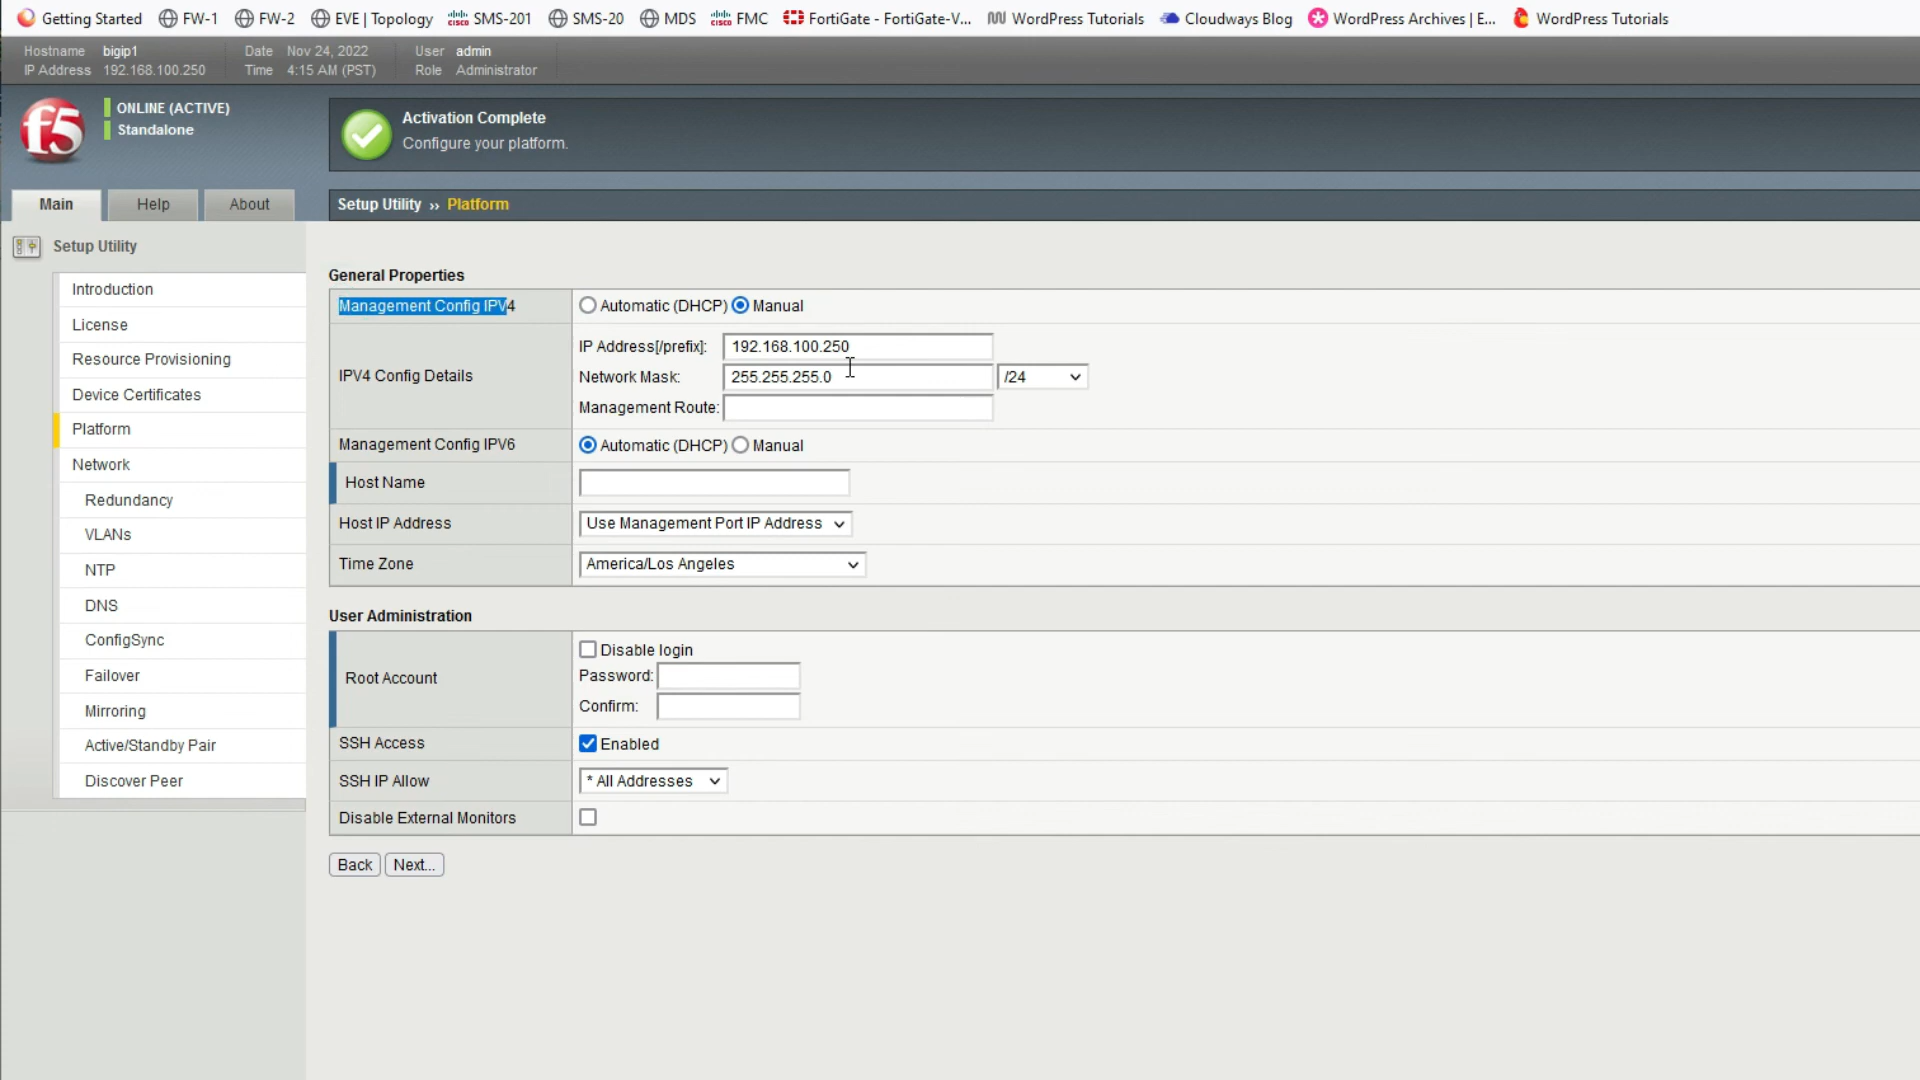 Getting Started FW-1 FW-2 EVE | Topology SMS-201 SMS-20 MDS FMC FortiGate - FortiGate-V... WordPress Tutorials Cloudways Blog WordPress Archives | E... WordPress Tutorials
Hostname bigip1 Date Nov 24, 2022 User admin
IP Address 192.168.100.250 Time 4:15 AM (PST) Role Administrator
f5
ONLINE (ACTIVE)
Standalone
Activation Complete
Configure your platform.
Main Help About
Setup Utility ›› Platform
Setup Utility
Introduction
License
Resource Provisioning
Device Certificates
Platform
Network
Redundancy
VLANs
NTP
DNS
ConfigSync
Failover
Mirroring
Active/Standby Pair
Discover Peer
General Properties
Management Config IPV4 Automatic (DHCP) Manual
IPV4 Config Details
IP Address[/prefix]: 192.168.100.250
Network Mask: 255.255.255.0 /24
Management Route:
Management Config IPV6 Automatic (DHCP) Manual
Host Name
Host IP Address Use Management Port IP Address
Time Zone America/Los Angeles
User Administration
Root Account
Disable login
Password:
Confirm:
SSH Access Enabled
SSH IP Allow * All Addresses
Disable External Monitors
Back Next...